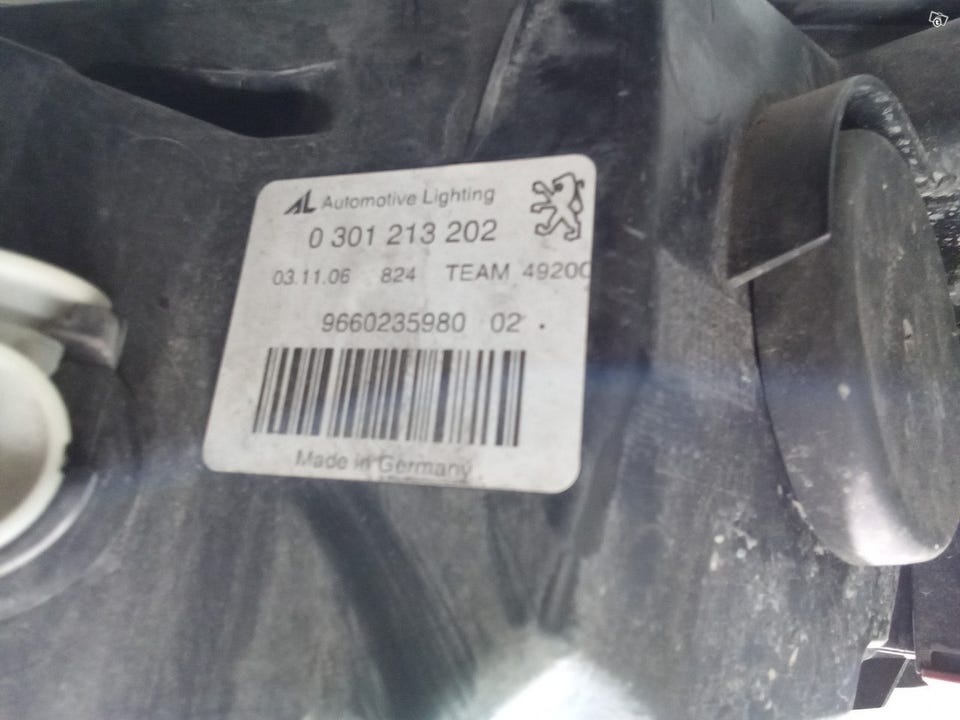 AL Automotive Lighting
0 301 213 202
03.11.06 824 TEAM 49200
9660235980 02 .
Made in Germany